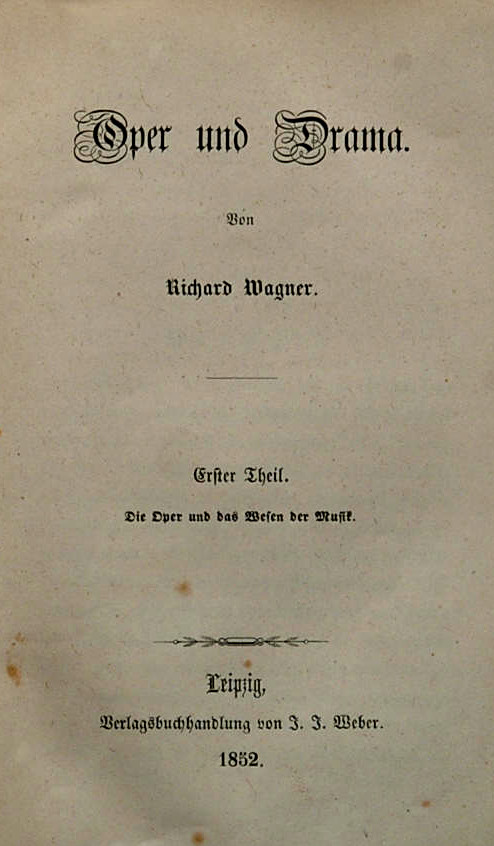 Oper und Drama.
Von
Richard Wagner.
Erster Theil.
Die Oper und das Wesen der Musik.
Leipzig,
Verlagsbuchhandlung von J. J. Weber.
1852.